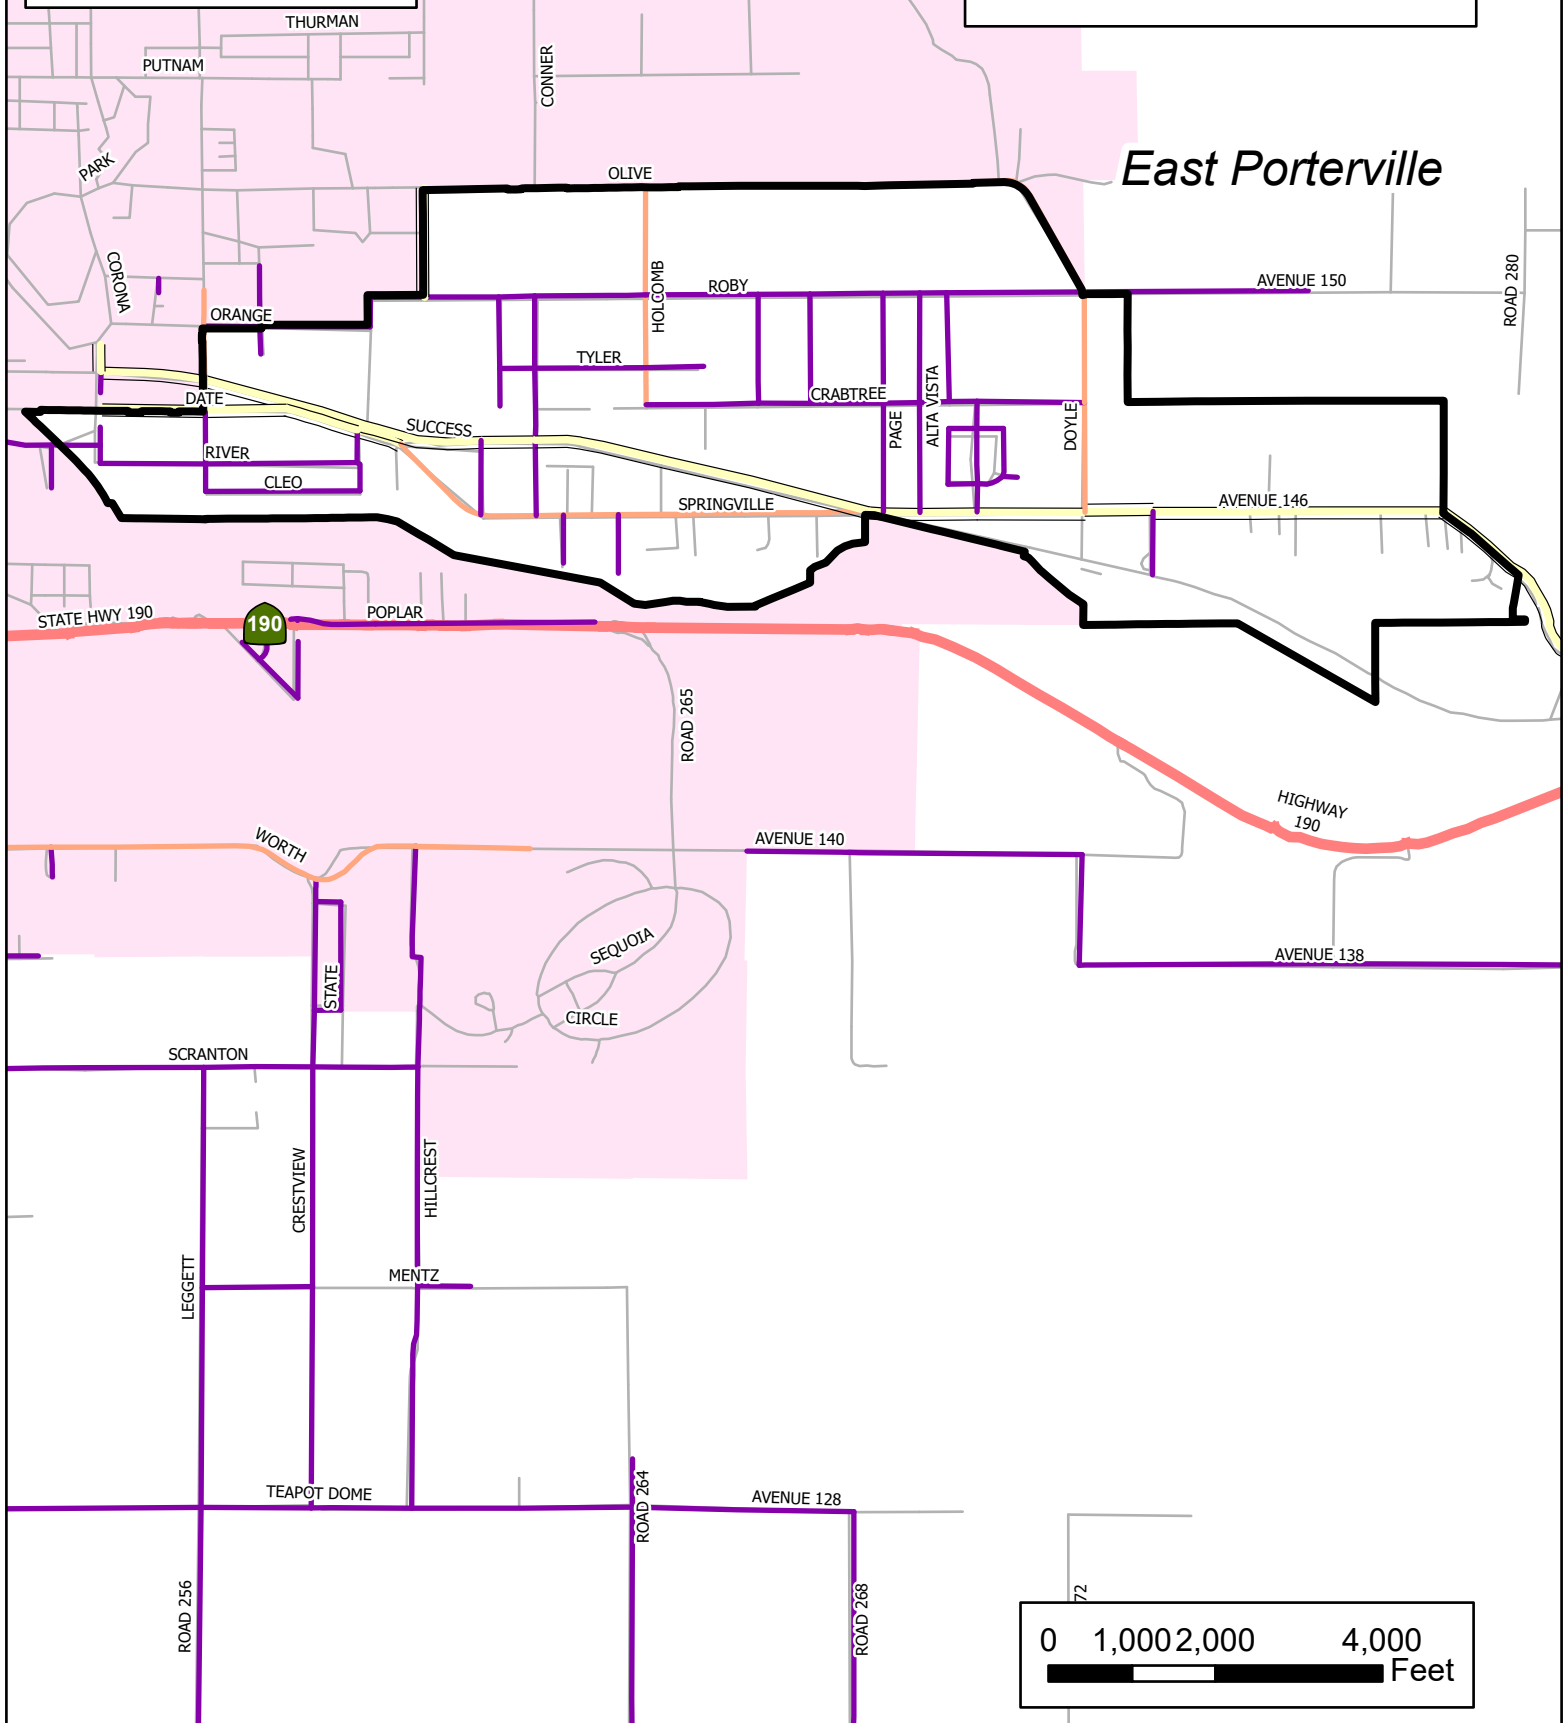 THURMAN
PUTNAM
CONNER
PARK
OLIVE
East Porterville
CORONA
HOLCOMB
ROBY
AVENUE 150
ROAD 280
ORANGE
TYLER
CRABTREE
ALTA VISTA
PAGE
DOYLE
DATE
SUCCESS
RIVER
CLEO
SPRINGVILLE
AVENUE 146
STATE HWY 190
190
POPLAR
ROAD 265
HIGHWAY
190
WORTH
AVENUE 140
SEQUOIA
STATE
AVENUE 138
CIRCLE
SCRANTON
CRESTVIEW
HILLCREST
LEGGETT
MENTZ
TEAPOT DOME
ROAD 264
AVENUE 128
ROAD 256
ROAD 268
72
0 1,000 2,000 4,000
Feet